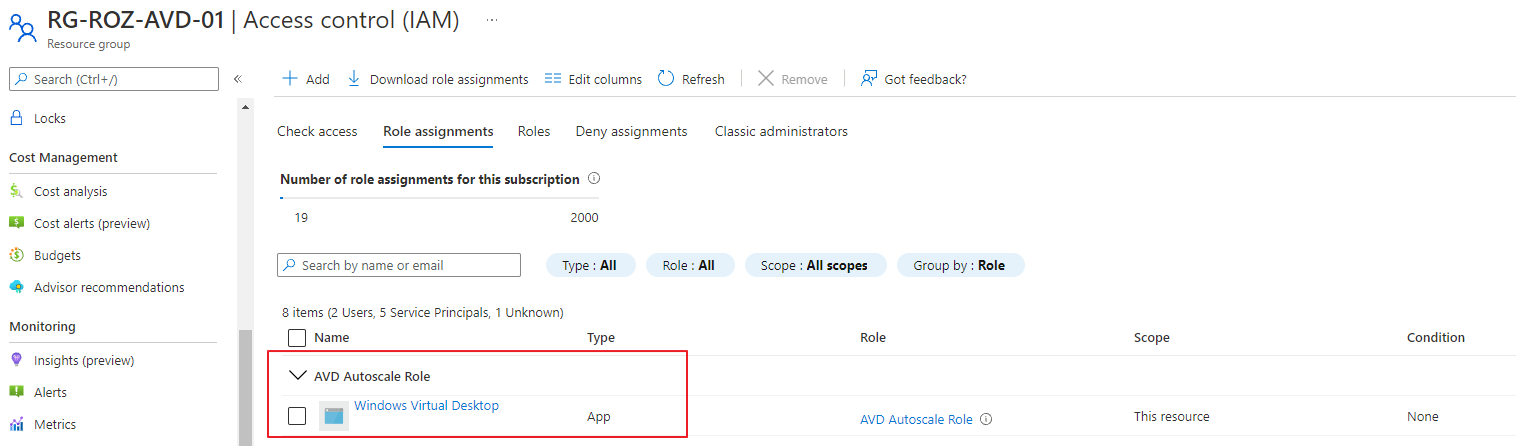 RG-ROZ-AVD-01 | Access control (IAM) ...
Resource group
Search (Ctrl+/) «
Locks
Cost Management
Cost analysis
Cost alerts (preview)
Budgets
Advisor recommendations
Monitoring
Insights (preview)
Alerts
Metrics
Add Download role assignments Edit columns Refresh Remove Got feedback?
Check access Role assignments Roles Deny assignments Classic administrators
Number of role assignments for this subscription
19 2000
Search by name or email Type : All Role : All Scope : All scopes Group by : Role
8 items (2 Users, 5 Service Principals, 1 Unknown)
Name Type Role Scope Condition
AVD Autoscale Role
Windows Virtual Desktop App AVD Autoscale Role This resource None